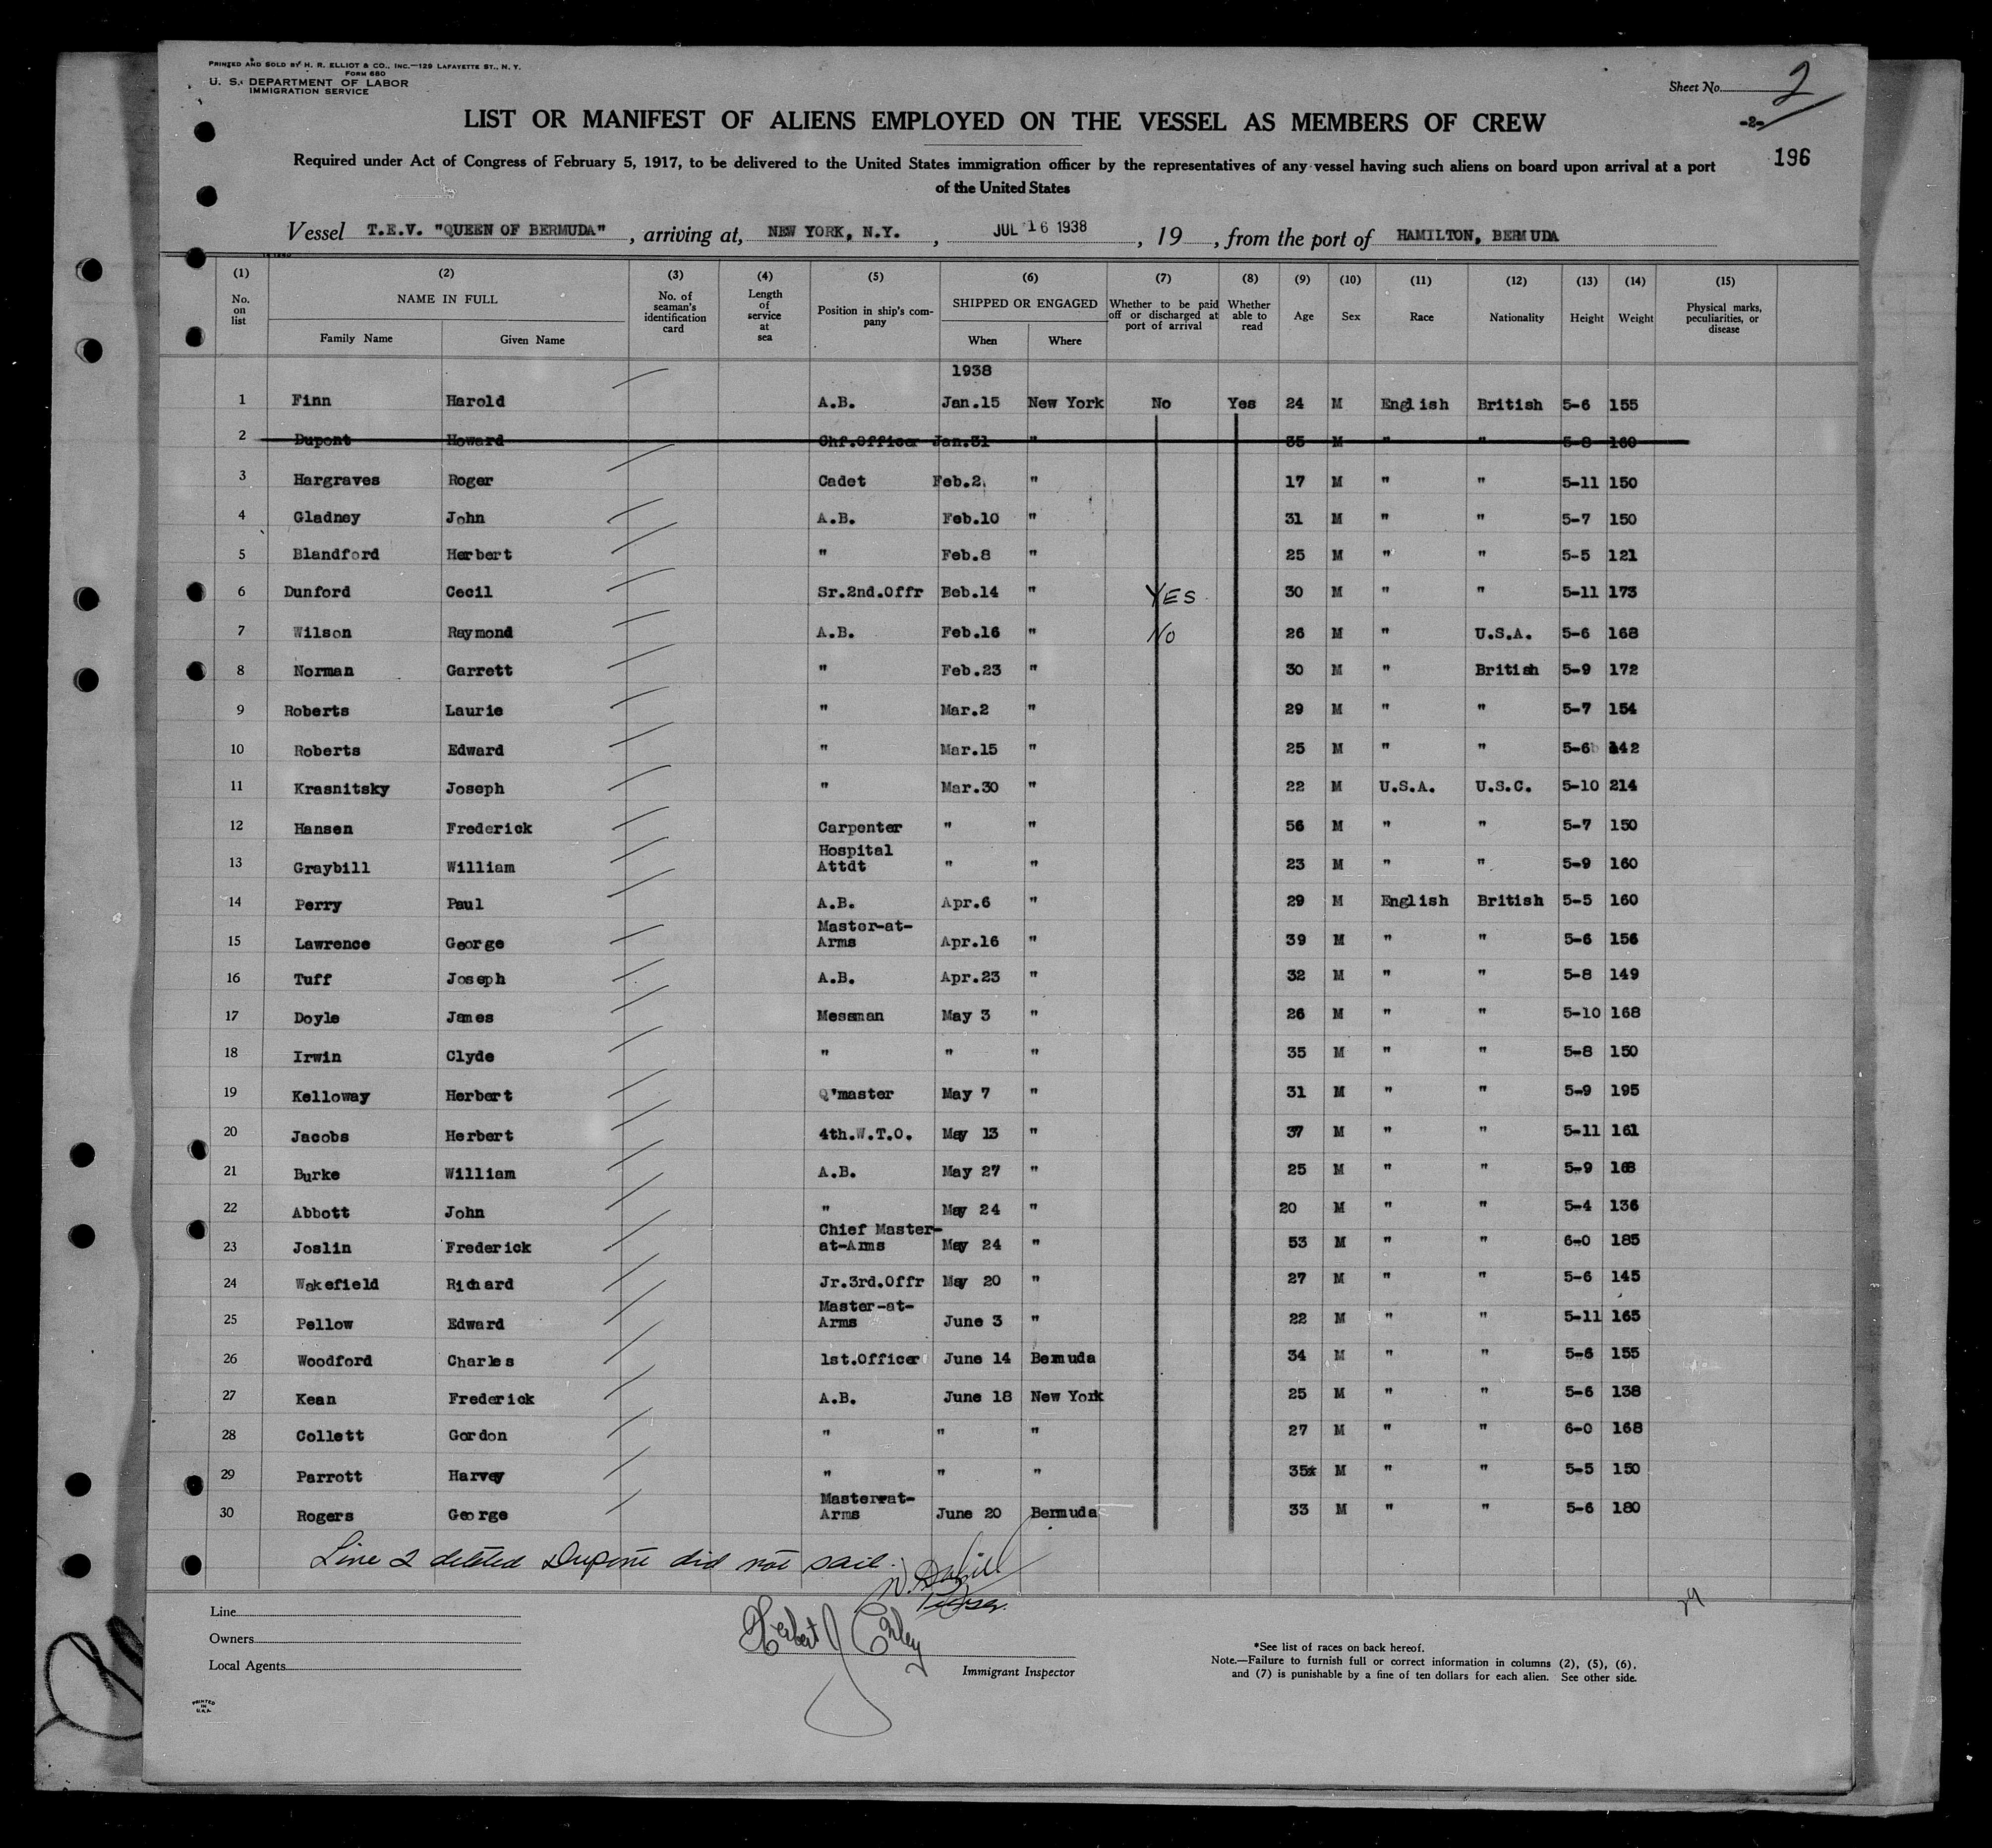 PRINTED AND SOLD BY H. R. ELLIOT & CO., INC.—129 LAFAYETTE ST., N. Y.
FORM 680
U. S. DEPARTMENT OF LABOR
IMMIGRATION SERVICE
Sheet No. 2
-2-
196
LIST OR MANIFEST OF ALIENS EMPLOYED ON THE VESSEL AS MEMBERS OF CREW
Required under Act of Congress of February 5, 1917, to be delivered to the United States immigration officer by the representatives of any vessel having such aliens on board upon arrival at a port
of the United States
Vessel T.E.V. "QUEEN OF BERMUDA" , arriving at, NEW YORK, N.Y. , JUL 16 1938 , 19 , from the port of HAMILTON, BERMUDA
(1) (2) (3) (4) (5) (6) (7) (8) (9) (10) (11) (12) (13) (14) (15)
No. on list NAME IN FULL Family Name Given Name No. of seaman's identification card Length of service at sea Position in ship's company SHIPPED OR ENGAGED When Where Whether to be paid off or discharged at port of arrival Whether able to read Age Sex Race Nationality Height Weight Physical marks, peculiarities, or disease
1938
1 Finn Harold A.B. Jan.15 New York No Yes 24 M English British 5-6 155
2 Dupont Howard Chf.Officer Jan.31 " 35 M " " 5-8 160
3 Hargraves Roger Cadet Feb.2. " 17 M " " 5-11 150
4 Gladney John A.B. Feb.10 " 31 M " " 5-7 150
5 Blandford Herbert " Feb.8 " 25 M " " 5-5 121
6 Dunford Cecil Sr.2nd.Offr Beb.14 " YES 30 M " " 5-11 173
7 Wilson Raymond A.B. Feb.16 " No 26 M " U.S.A. 5-6 168
8 Norman Garrett " Feb.23 " 30 M " British 5-9 172
9 Roberts Laurie " Mar.2 " 29 M " " 5-7 154
10 Roberts Edward " Mar.15 " 25 M " " 5-6 142
11 Krasnitsky Joseph " Mar.30 " 22 M U.S.A. U.S.C. 5-10 214
12 Hansen Frederick Carpenter " " 56 M " " 5-7 150
13 Graybill William Hospital Attdt " " 23 M " " 5-9 160
14 Perry Paul A.B. Apr.6 " 29 M English British 5-5 160
15 Lawrence George Master-at-Arms Apr.16 " 39 M " " 5-6 156
16 Tuff Joseph A.B. Apr.23 " 32 M " " 5-8 149
17 Doyle James Messman May 3 " 26 M " " 5-10 168
18 Irwin Clyde " " " 35 M " " 5-8 150
19 Kelloway Herbert Q'master May 7 " 31 M " " 5-9 195
20 Jacobs Herbert 4th.W.T.O. May 13 " 37 M " " 5-11 161
21 Burke William A.B. May 27 " 25 M " " 5-9 168
22 Abbott John " May 24 " 20 M " " 5-4 136
23 Joslin Frederick Chief Master-at-Arms May 24 " 53 M " " 6-0 185
24 Wakefield Richard Jr.3rd.Offr May 20 " 27 M " " 5-6 145
25 Pellow Edward Master-at-Arms June 3 " 22 M " " 5-11 165
26 Woodford Charles 1st.Officer June 14 Bemuda 34 M " " 5-6 155
27 Kean Frederick A.B. June 18 New York 25 M " " 5-6 138
28 Collett Gordon " " " 27 M " " 6-0 168
29 Parrott Harvey " " " 35 M " " 5-5 150
30 Rogers George Master-at-Arms June 20 Bermuda 33 M " " 5-6 180
Line 2 deleted Dupont did not sail.
Purser.
29
Line
Owners
Local Agents
Immigrant Inspector
*See list of races on back hereof.
Note.—Failure to furnish full or correct information in columns (2), (5), (6),
and (7) is punishable by a fine of ten dollars for each alien. See other side.
PRINTED
IN
U.S.A.